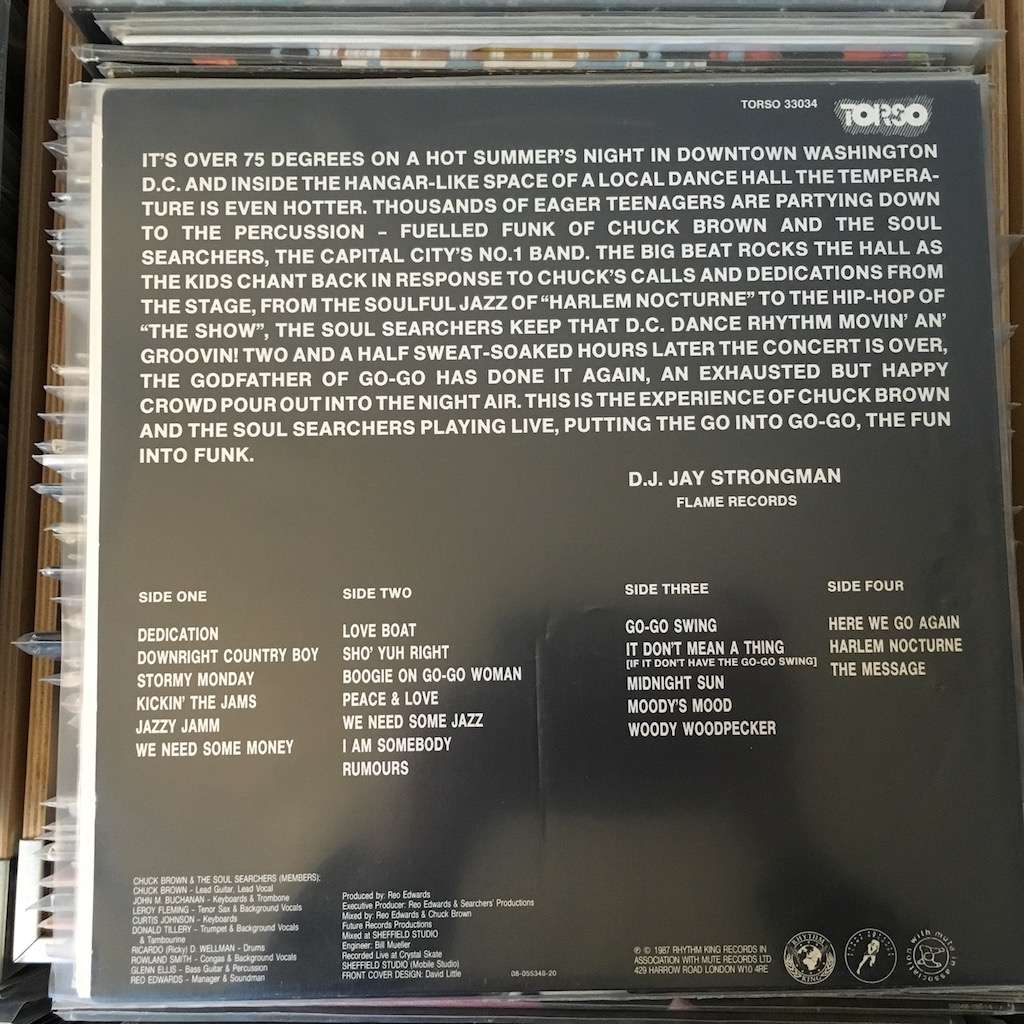 TORSO 33034
TORSO
IT'S OVER 75 DEGREES ON A HOT SUMMER'S NIGHT IN DOWNTOWN WASHINGTON
D.C. AND INSIDE THE HANGAR-LIKE SPACE OF A LOCAL DANCE HALL THE TEMPERA-
TURE IS EVEN HOTTER. THOUSANDS OF EAGER TEENAGERS ARE PARTYING DOWN
TO THE PERCUSSION – FUELLED FUNK OF CHUCK BROWN AND THE SOUL
SEARCHERS, THE CAPITAL CITY'S NO.1 BAND. THE BIG BEAT ROCKS THE HALL AS
THE KIDS CHANT BACK IN RESPONSE TO CHUCK'S CALLS AND DEDICATIONS FROM
THE STAGE, FROM THE SOULFUL JAZZ OF "HARLEM NOCTURNE" TO THE HIP-HOP OF
"THE SHOW", THE SOUL SEARCHERS KEEP THAT D.C. DANCE RHYTHM MOVIN' AN'
GROOVIN! TWO AND A HALF SWEAT-SOAKED HOURS LATER THE CONCERT IS OVER,
THE GODFATHER OF GO-GO HAS DONE IT AGAIN, AN EXHAUSTED BUT HAPPY
CROWD POUR OUT INTO THE NIGHT AIR. THIS IS THE EXPERIENCE OF CHUCK BROWN
AND THE SOUL SEARCHERS PLAYING LIVE, PUTTING THE GO INTO GO-GO, THE FUN
INTO FUNK.
D.J. JAY STRONGMAN
FLAME RECORDS
SIDE ONE
DEDICATION
DOWNRIGHT COUNTRY BOY
STORMY MONDAY
KICKIN' THE JAMS
JAZZY JAMM
WE NEED SOME MONEY
SIDE TWO
LOVE BOAT
SHO' YUH RIGHT
BOOGIE ON GO-GO WOMAN
PEACE & LOVE
WE NEED SOME JAZZ
I AM SOMEBODY
RUMOURS
SIDE THREE
GO-GO SWING
IT DON'T MEAN A THING
[IF IT DON'T HAVE THE GO-GO SWING]
MIDNIGHT SUN
MOODY'S MOOD
WOODY WOODPECKER
SIDE FOUR
HERE WE GO AGAIN
HARLEM NOCTURNE
THE MESSAGE
CHUCK BROWN & THE SOUL SEARCHERS (MEMBERS):
CHUCK BROWN – Lead Guitar, Lead Vocal
JOHN M. BUCHANAN – Keyboards & Trombone
LEROY FLEMING – Tenor Sax & Background Vocals
CURTIS JOHNSON – Keyboards
DONALD TILLERY – Trumpet & Background Vocals
& Tambourine
RICARDO (Ricky) D. WELLMAN – Drums
ROWLAND SMITH – Congas & Background Vocals
GLENN ELLIS – Bass Guitar & Percussion
REO EDWARDS – Manager & Soundman
Produced by: Reo Edwards
Executive Producer: Reo Edwards & Searchers' Productions
Mixed by: Reo Edwards & Chuck Brown
Future Records Productions
Mixed at SHEFFIELD STUDIO
Engineer: Bill Mueller
Recorded Live at Crystal Skate
SHEFFIELD STUDIO (Mobile Studio)
FRONT COVER DESIGN: David Little
08-055348-20
℗ © 1987 RHYTHM KING RECORDS IN
ASSOCIATION WITH MUTE RECORDS LTD
429 HARROW ROAD LONDON W10 4RE
RHYTHM
KING
in association with mute